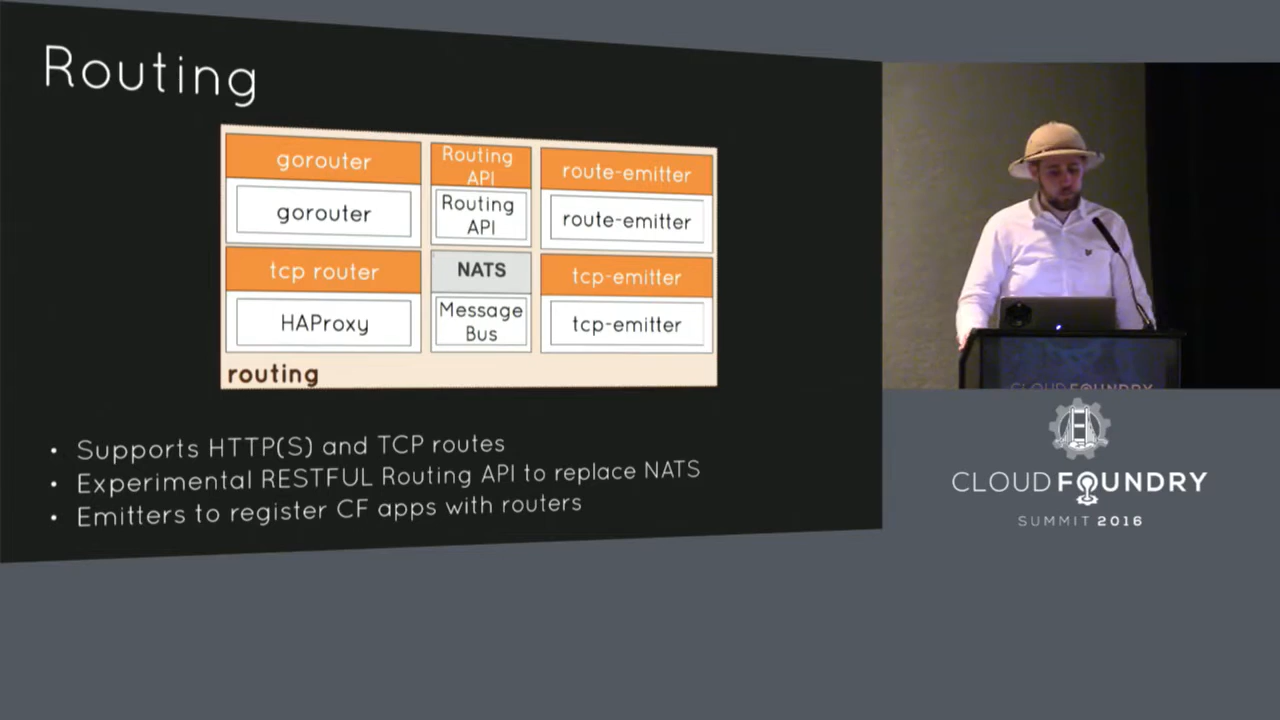 Routing
gorouter
gorouter
Routing
API
Routing
API
route-emitter
route-emitter
tcp router
HAProxy
NATS
Message
Bus
tcp-emitter
tcp-emitter
routing
• Supports HTTP(S) and TCP routes
• Experimental RESTFUL Routing API to replace NATS
• Emitters to register CF apps with routers
CLOUD FOUNDRY
CLOUD FOUNDRY
SUMMIT 2016